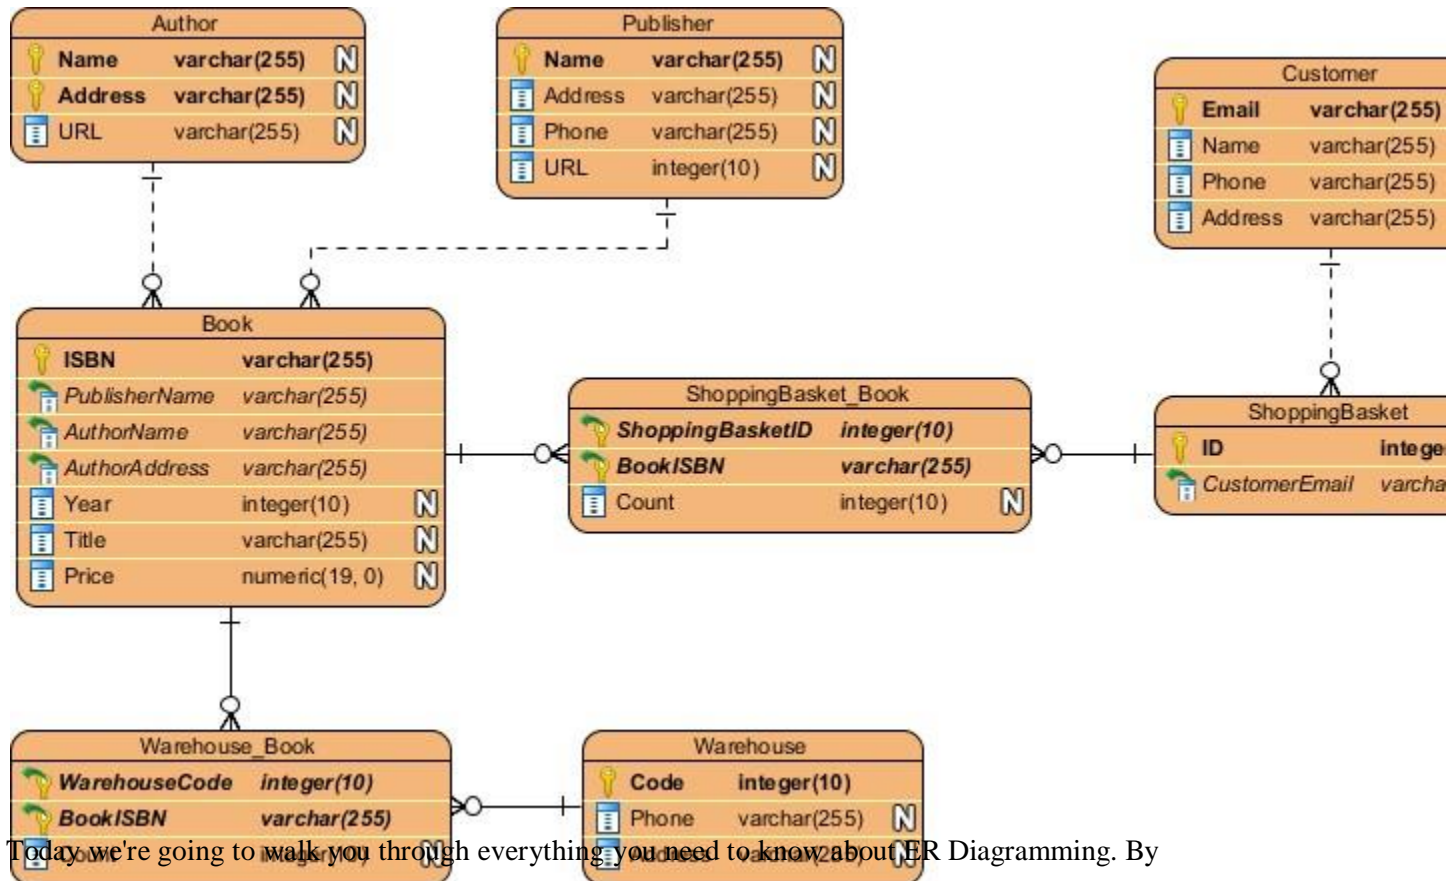 Author
Name varchar(255) N
Address varchar(255) N
URL varchar(255) N
Publisher
Name varchar(255) N
Address varchar(255) N
Phone varchar(255) N
URL integer(10) N
Customer
Email varchar(255)
Name varchar(255)
Phone varchar(255)
Address varchar(255)
Book
ISBN varchar(255)
PublisherName varchar(255)
AuthorName varchar(255)
AuthorAddress varchar(255)
Year integer(10) N
Title varchar(255) N
Price numeric(19, 0) N
ShoppingBasket_Book
ShoppingBasketID integer(10)
BookISBN varchar(255)
Count integer(10) N
ShoppingBasket
ID
CustomerEmail
Warehouse_Book
WarehouseCode integer(10)
BookISBN varchar(255)
Warehouse
Code integer(10)
Phone varchar(255) N
Today we're going to walk you through everything you need to know about ER Diagramming. By